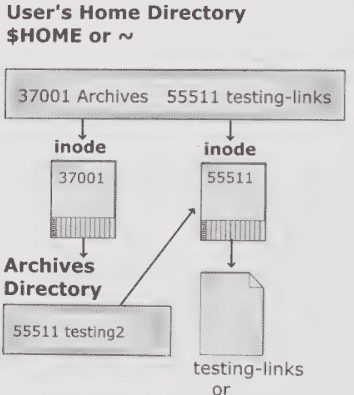 User's Home Directory
$HOME or ~
37001 Archives 55511 testing-links
inode inode
37001 55511
Archives
Directory
55511 testing2
testing-links
or